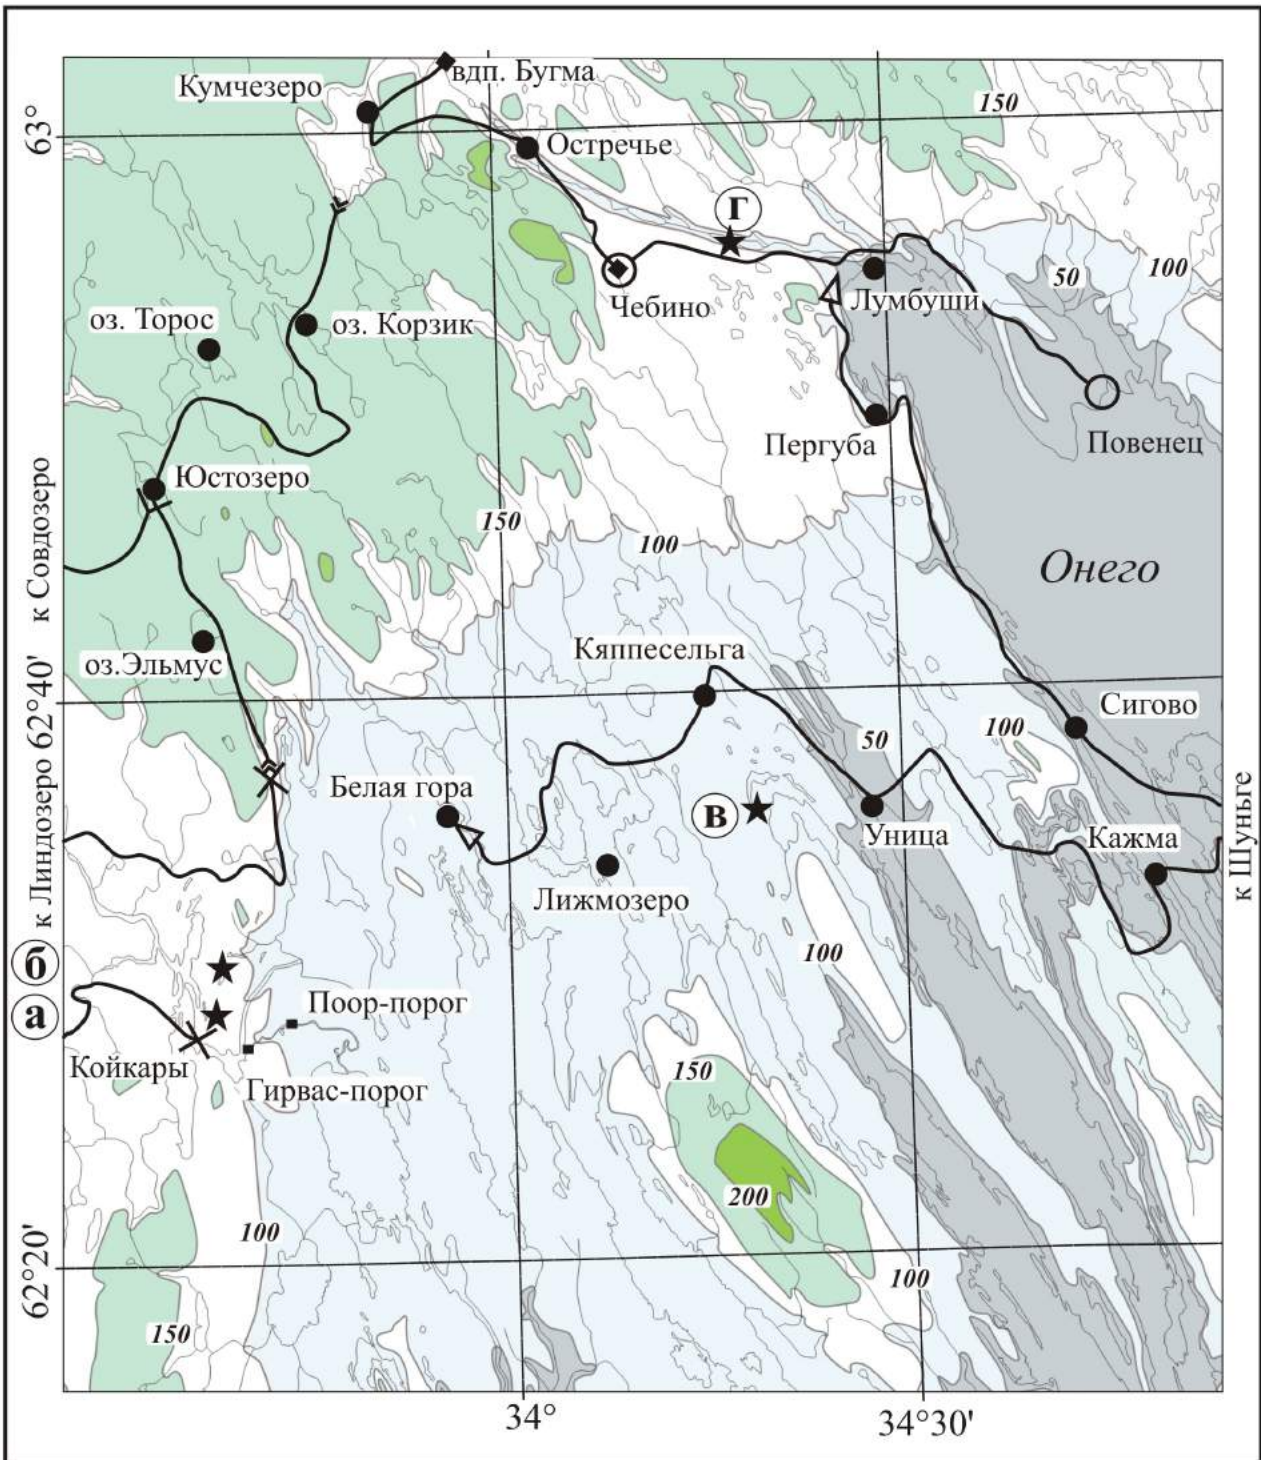 вдп. Бугма
Кумчезеро
150
63°
Остречье
г
50
100
Чебино
Лумбуши
оз. Торос
оз. Корзик
Пергуба
Повенец
Юстозеро
150
100
к Совдозеро
Онего
Кяппесельга
оз.Эльмус
62°40'
Сигово
100
50
Белая гора
в
Уница
Кажма
к Линдозеро
к Шуньге
Лижмозеро
100
б
а
Поор-порог
Койкары
Гирвас-порог
150
200
100
62°20'
100
150
34°
34°30'